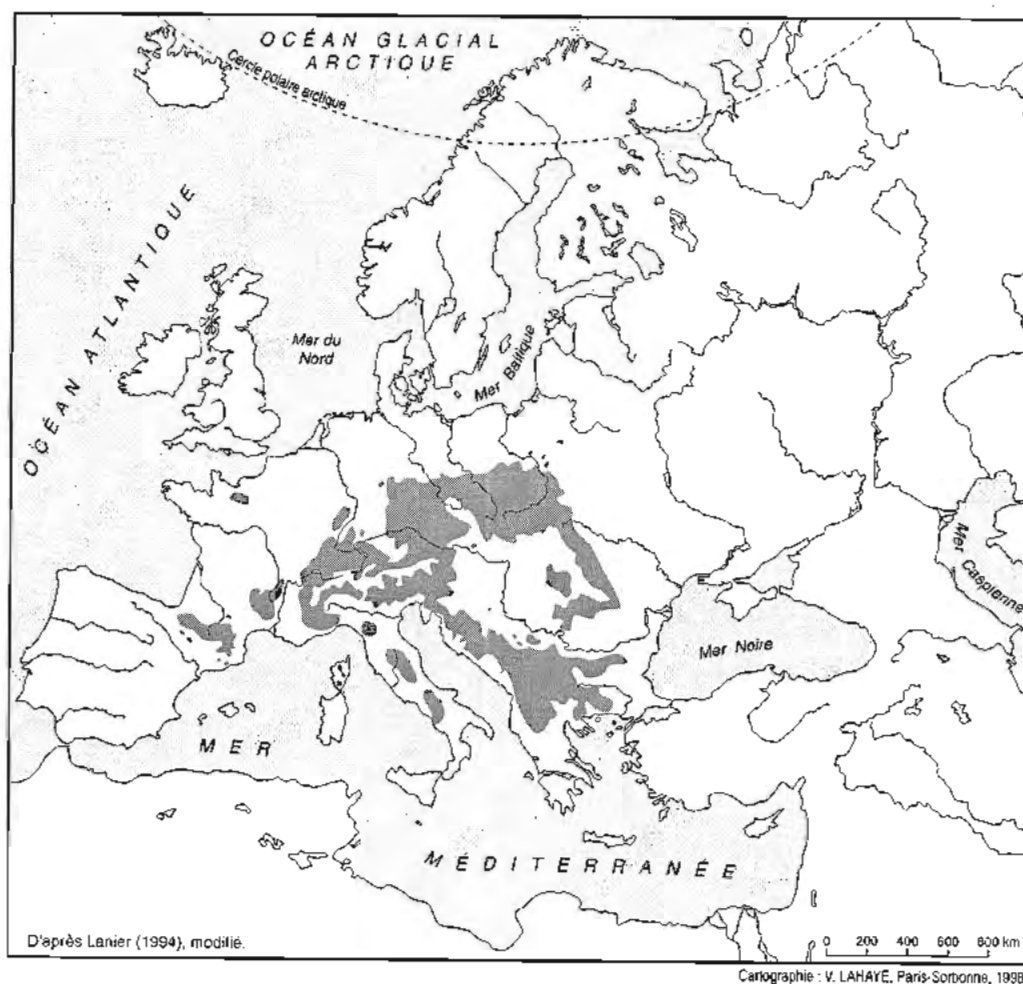 OCÉAN GLACIAL
ARCTIQUE
Cercle polaire arctique
OCÉAN ATLANTIQUE
Mer du
Nord
Mer Baltique
Mer Caspienne
Mer Noire
MER
MÉDITERRANÉE
D'après Lanier (1994), modifié.
0 200 400 600 800 km
Cartographie : V. LAHAYE, Paris-Sorbonne, 1998